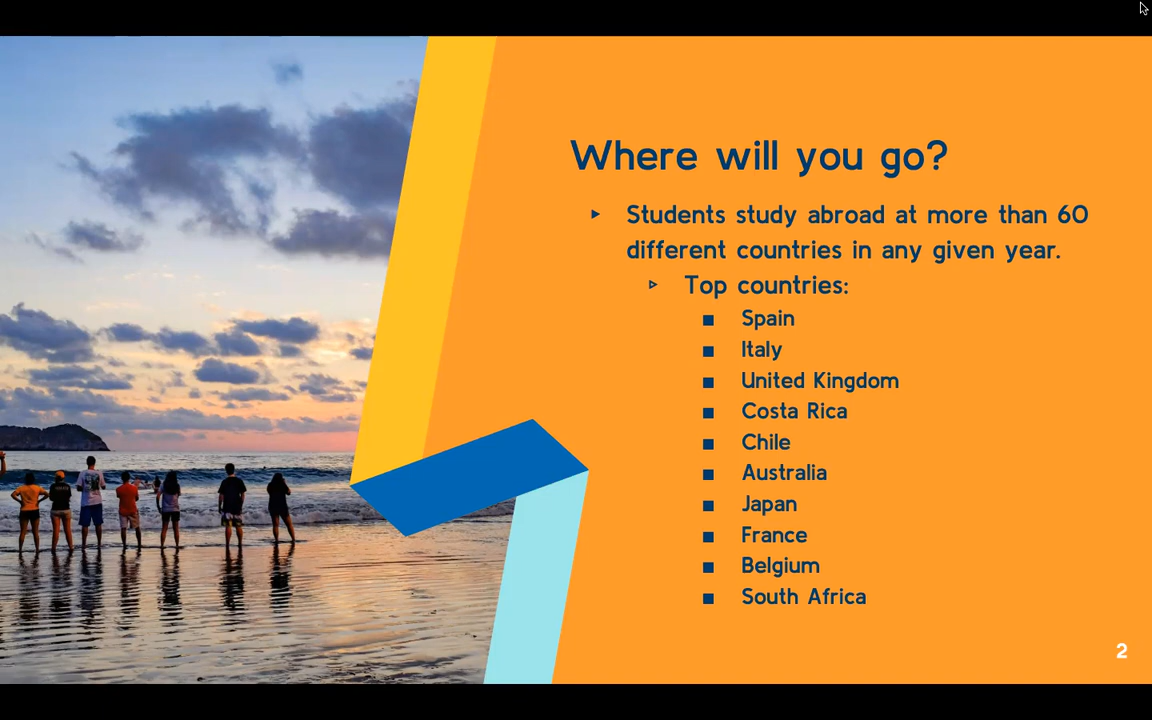 Where will you go?
Students study abroad at more than 60
different countries in any given year.
Top countries:
Spain
Italy
United Kingdom
Costa Rica
Chile
Australia
Japan
France
Belgium
South Africa
2